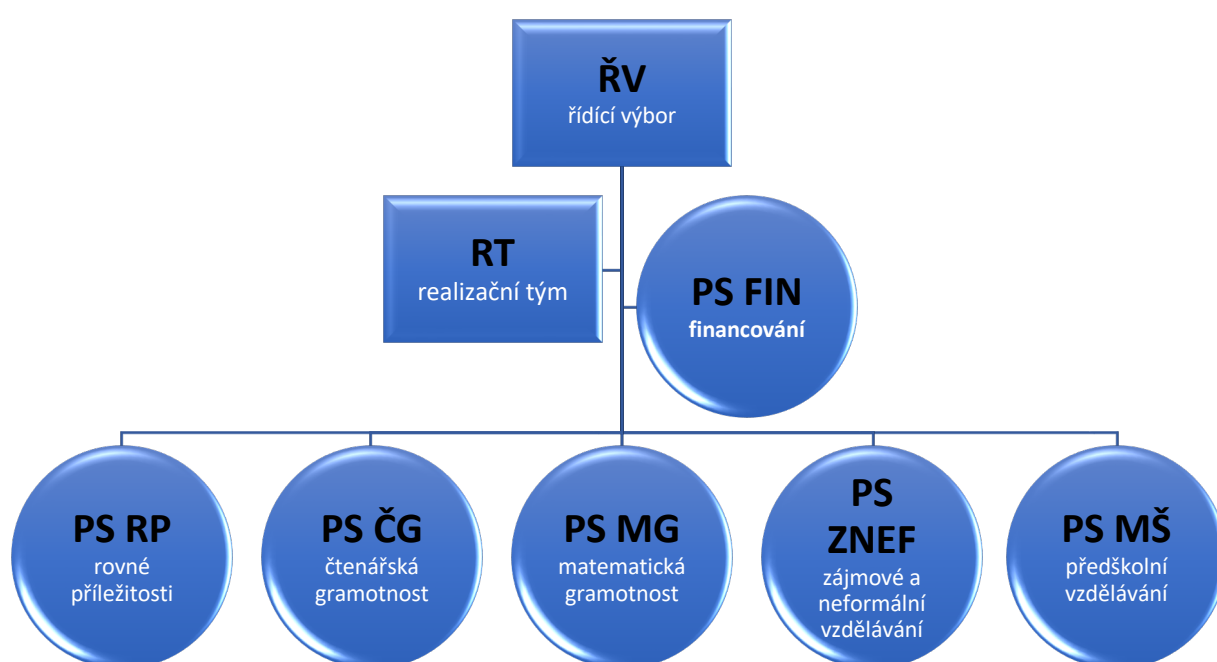 ŘV
řídící výbor
RT
realizační tým
PS FIN
financování
PS RP
rovné
příležitosti
PS ČG
čtenářská
gramotnost
PS MG
matematická
gramotnost
PS
ZNEF
zájmové a
neformální
vzdělávání
PS MŠ
předškolní
vzdělávání